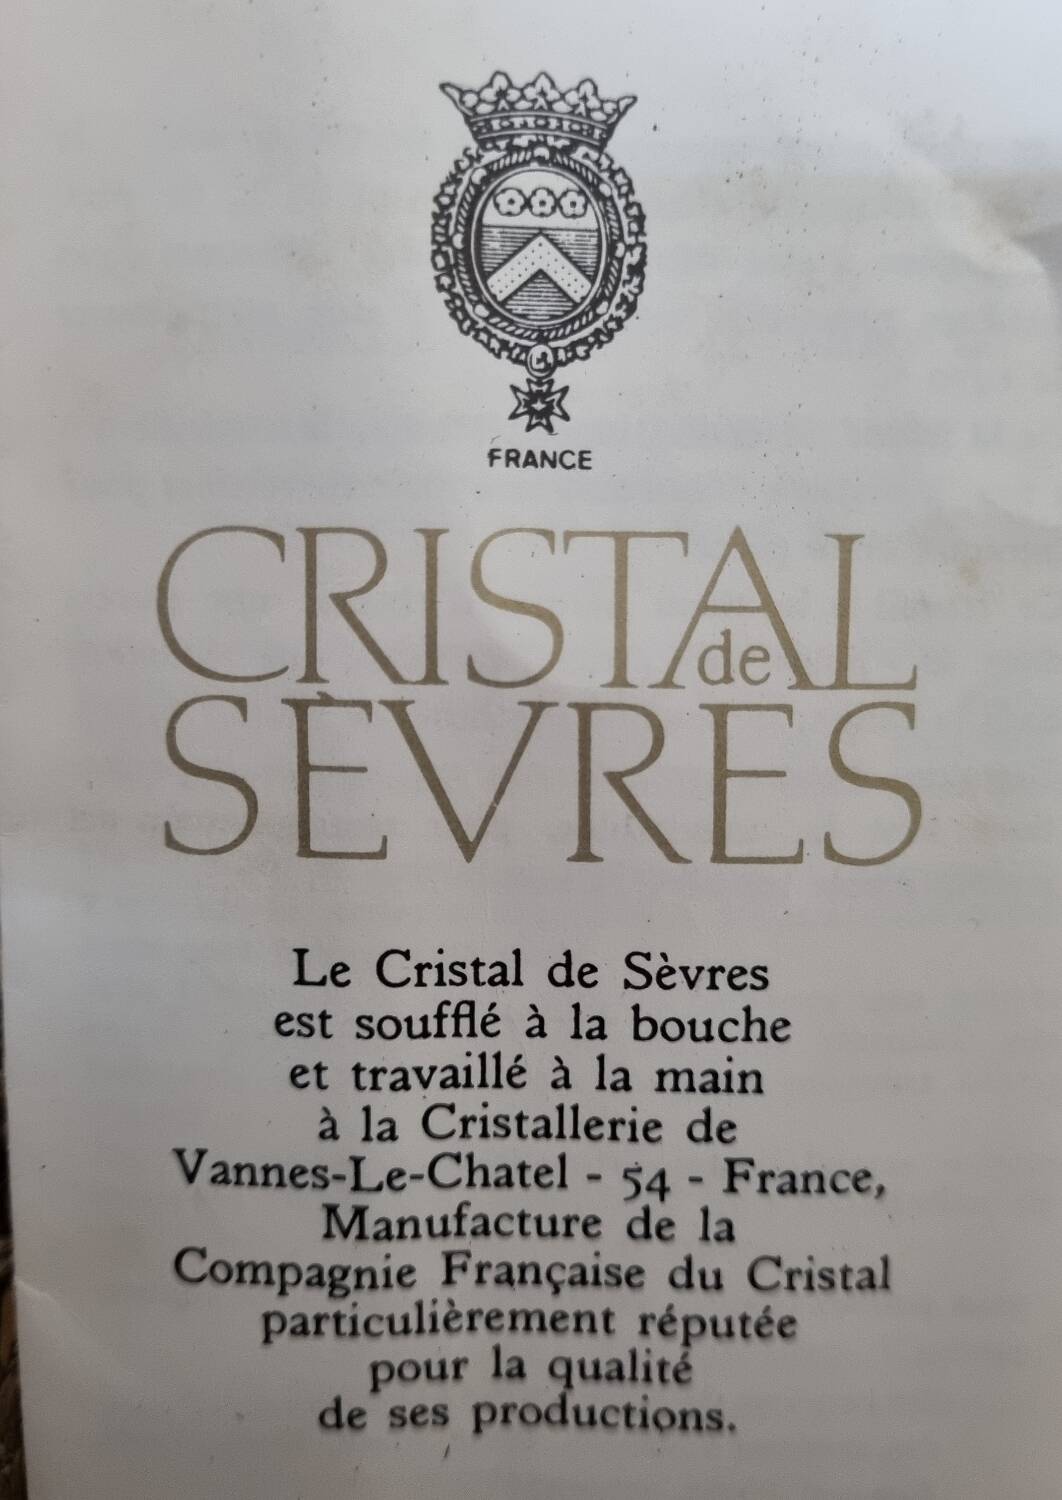 FRANCE
CRISTAL
de
SÈVRES
Le Cristal de Sèvres
est soufflé à la bouche
et travaillé à la main
à la Cristallerie de
Vannes-Le-Chatel - 54 - France,
Manufacture de la
Compagnie Française du Cristal
particulièrement réputée
pour la qualité
de ses productions.